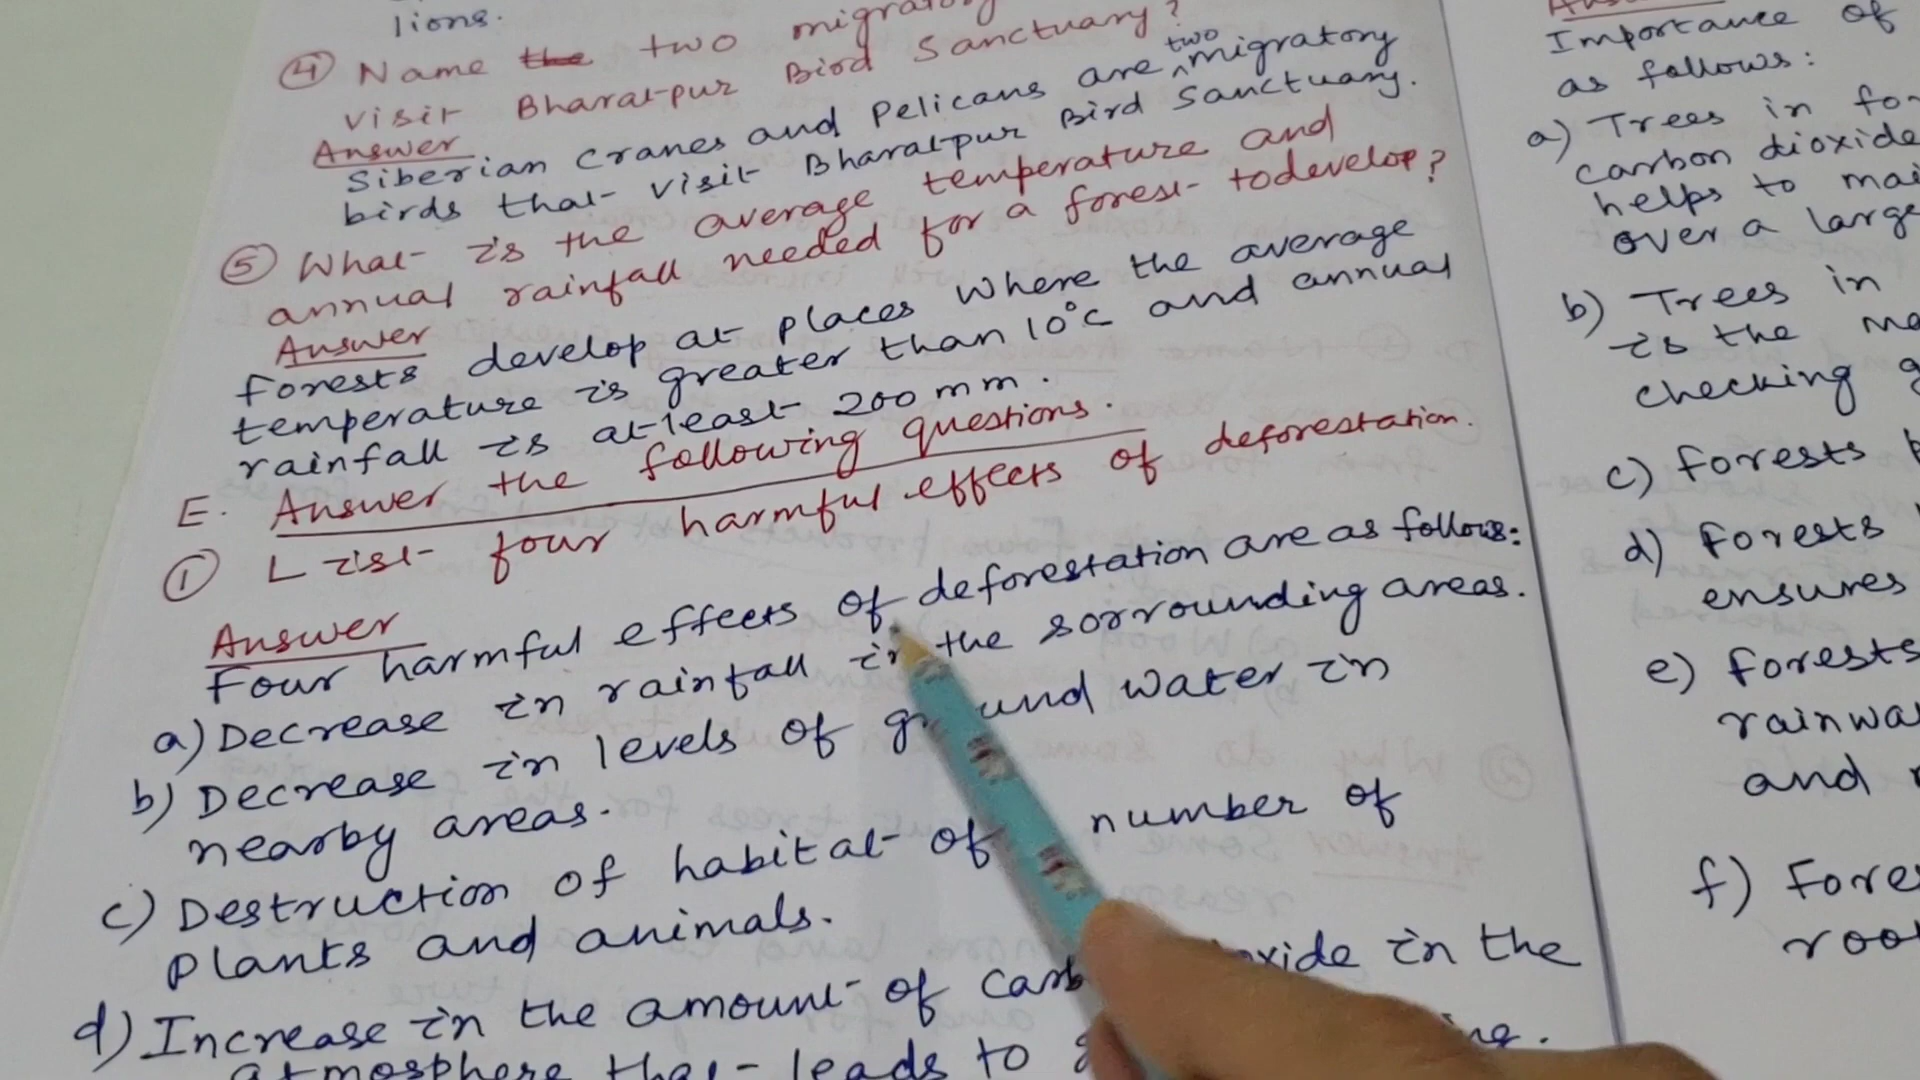 lions.
④ Name the two migratory
visit Bharatpur Bird Sanctuary?
Answer
Siberian Cranes and Pelicans are two migratory
birds that visit Bharatpur Bird Sanctuary.
⑤ What is the average temperature and
annual rainfall needed for a forest to develop?
Answer
Forests develop at places where the average
temperature is greater than 10°C and annual
rainfall is at least 200 mm.
E. Answer the following questions.
① List four harmful effects of deforestation.
Answer
Four harmful effects of deforestation are as follows:
a) Decrease in rainfall in the sorrounding areas.
b) Decrease in levels of ground water in
nearby areas.
c) Destruction of habitat of number of
plants and animals.
d) Increase in the amount of carb oxide in the
atmosphere that leads to
Importance of
as follows:
a) Trees in
carbon dioxide
helps to
over a large
b) Trees in
is the
checking
c) Forests
d) Forests
ensures
e) Forests
and
f)